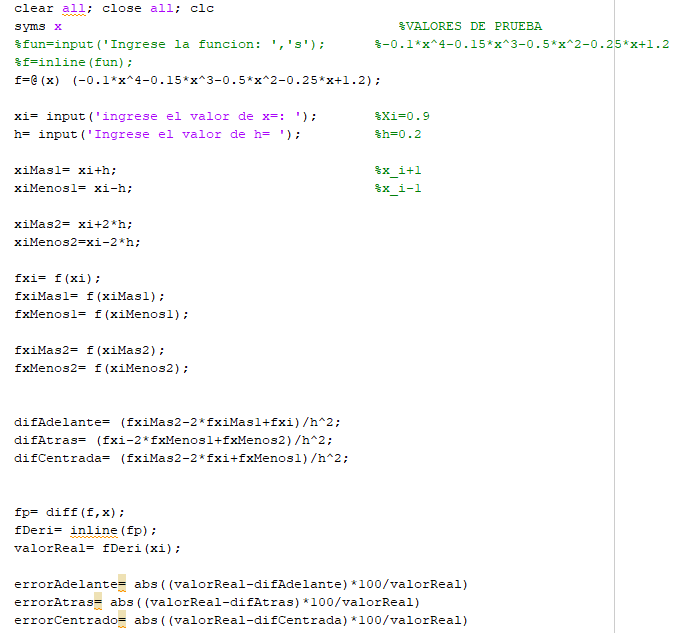 clear all; close all; clc
syms x %VALORES DE PRUEBA
%fun=input('Ingrese la funcion: ','s'); %-0.1*x^4-0.15*x^3-0.5*x^2-0.25*x+1.2
%f=inline(fun);
f=@(x) (-0.1*x^4-0.15*x^3-0.5*x^2-0.25*x+1.2);
xi= input('ingrese el valor de x=: '); %Xi=0.9
h= input('Ingrese el valor de h= '); %h=0.2
xiMas1= xi+h; %x_i+1
xiMenos1= xi-h; %x_i-1
xiMas2= xi+2*h;
xiMenos2=xi-2*h;
fxi= f(xi);
fxiMas1= f(xiMas1);
fxMenos1= f(xiMenos1);
fxiMas2= f(xiMas2);
fxMenos2= f(xiMenos2);
difAdelante= (fxiMas2-2*fxiMas1+fxi)/h^2;
difAtras= (fxi-2*fxMenos1+fxMenos2)/h^2;
difCentrada= (fxiMas2-2*fxi+fxMenos1)/h^2;
fp= diff(f,x);
fDeri= inline(fp);
valorReal= fDeri(xi);
errorAdelante= abs((valorReal-difAdelante)*100/valorReal)
errorAtras= abs((valorReal-difAtras)*100/valorReal)
errorCentrado= abs((valorReal-difCentrada)*100/valorReal)